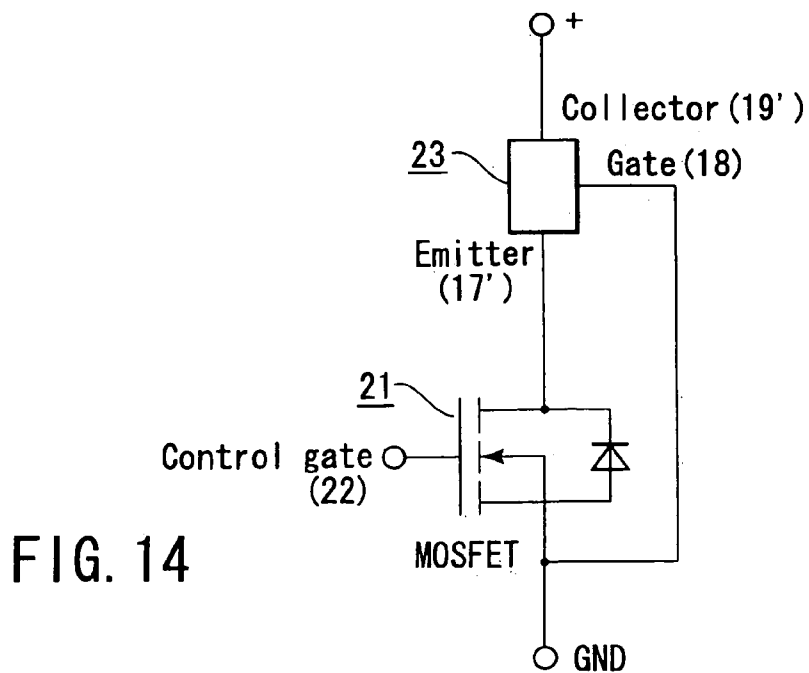 +
Collector(19')
23
Gate(18)
Emitter
(17')
21
Control gate
(22)
MOSFET
FIG. 14
GND